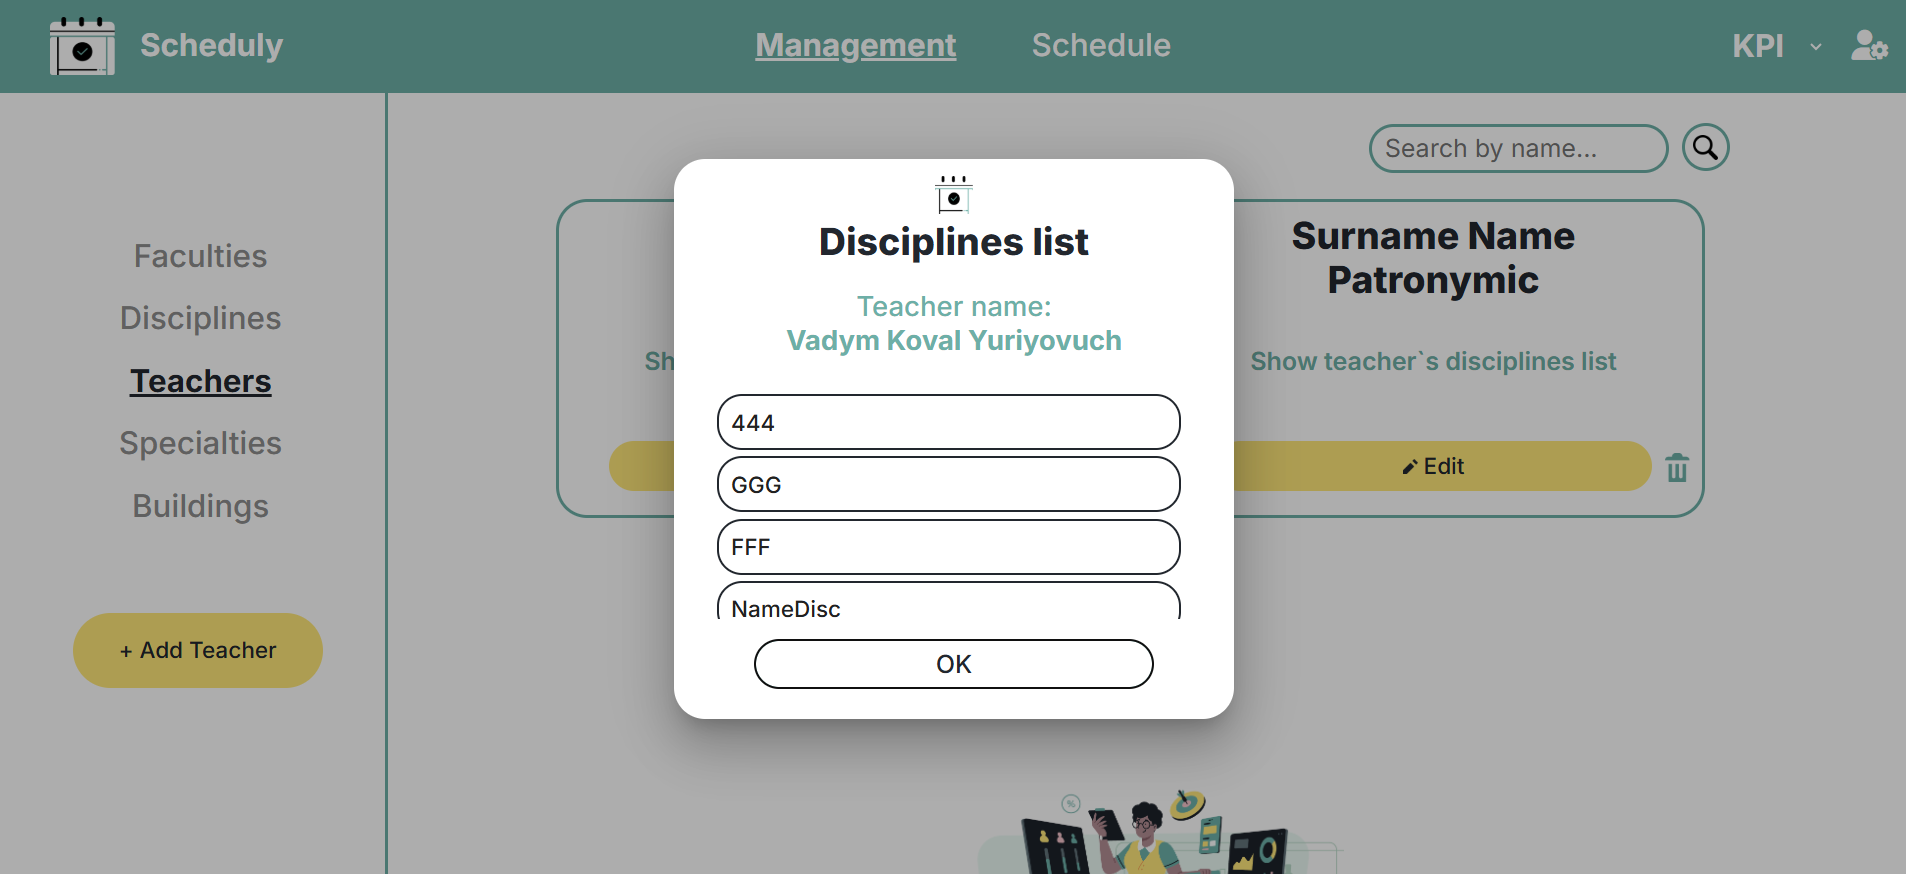 Scheduly
Management
Schedule
KPI
Search by name...
Faculties
Disciplines
Teachers
Specialties
Buildings
+ Add Teacher
Disciplines list
Teacher name:
Vadym Koval Yuriyovuch
444
GGG
FFF
NameDisc
OK
Sh
Surname Name
Patronymic
Show teacher`s disciplines list
Edit
%